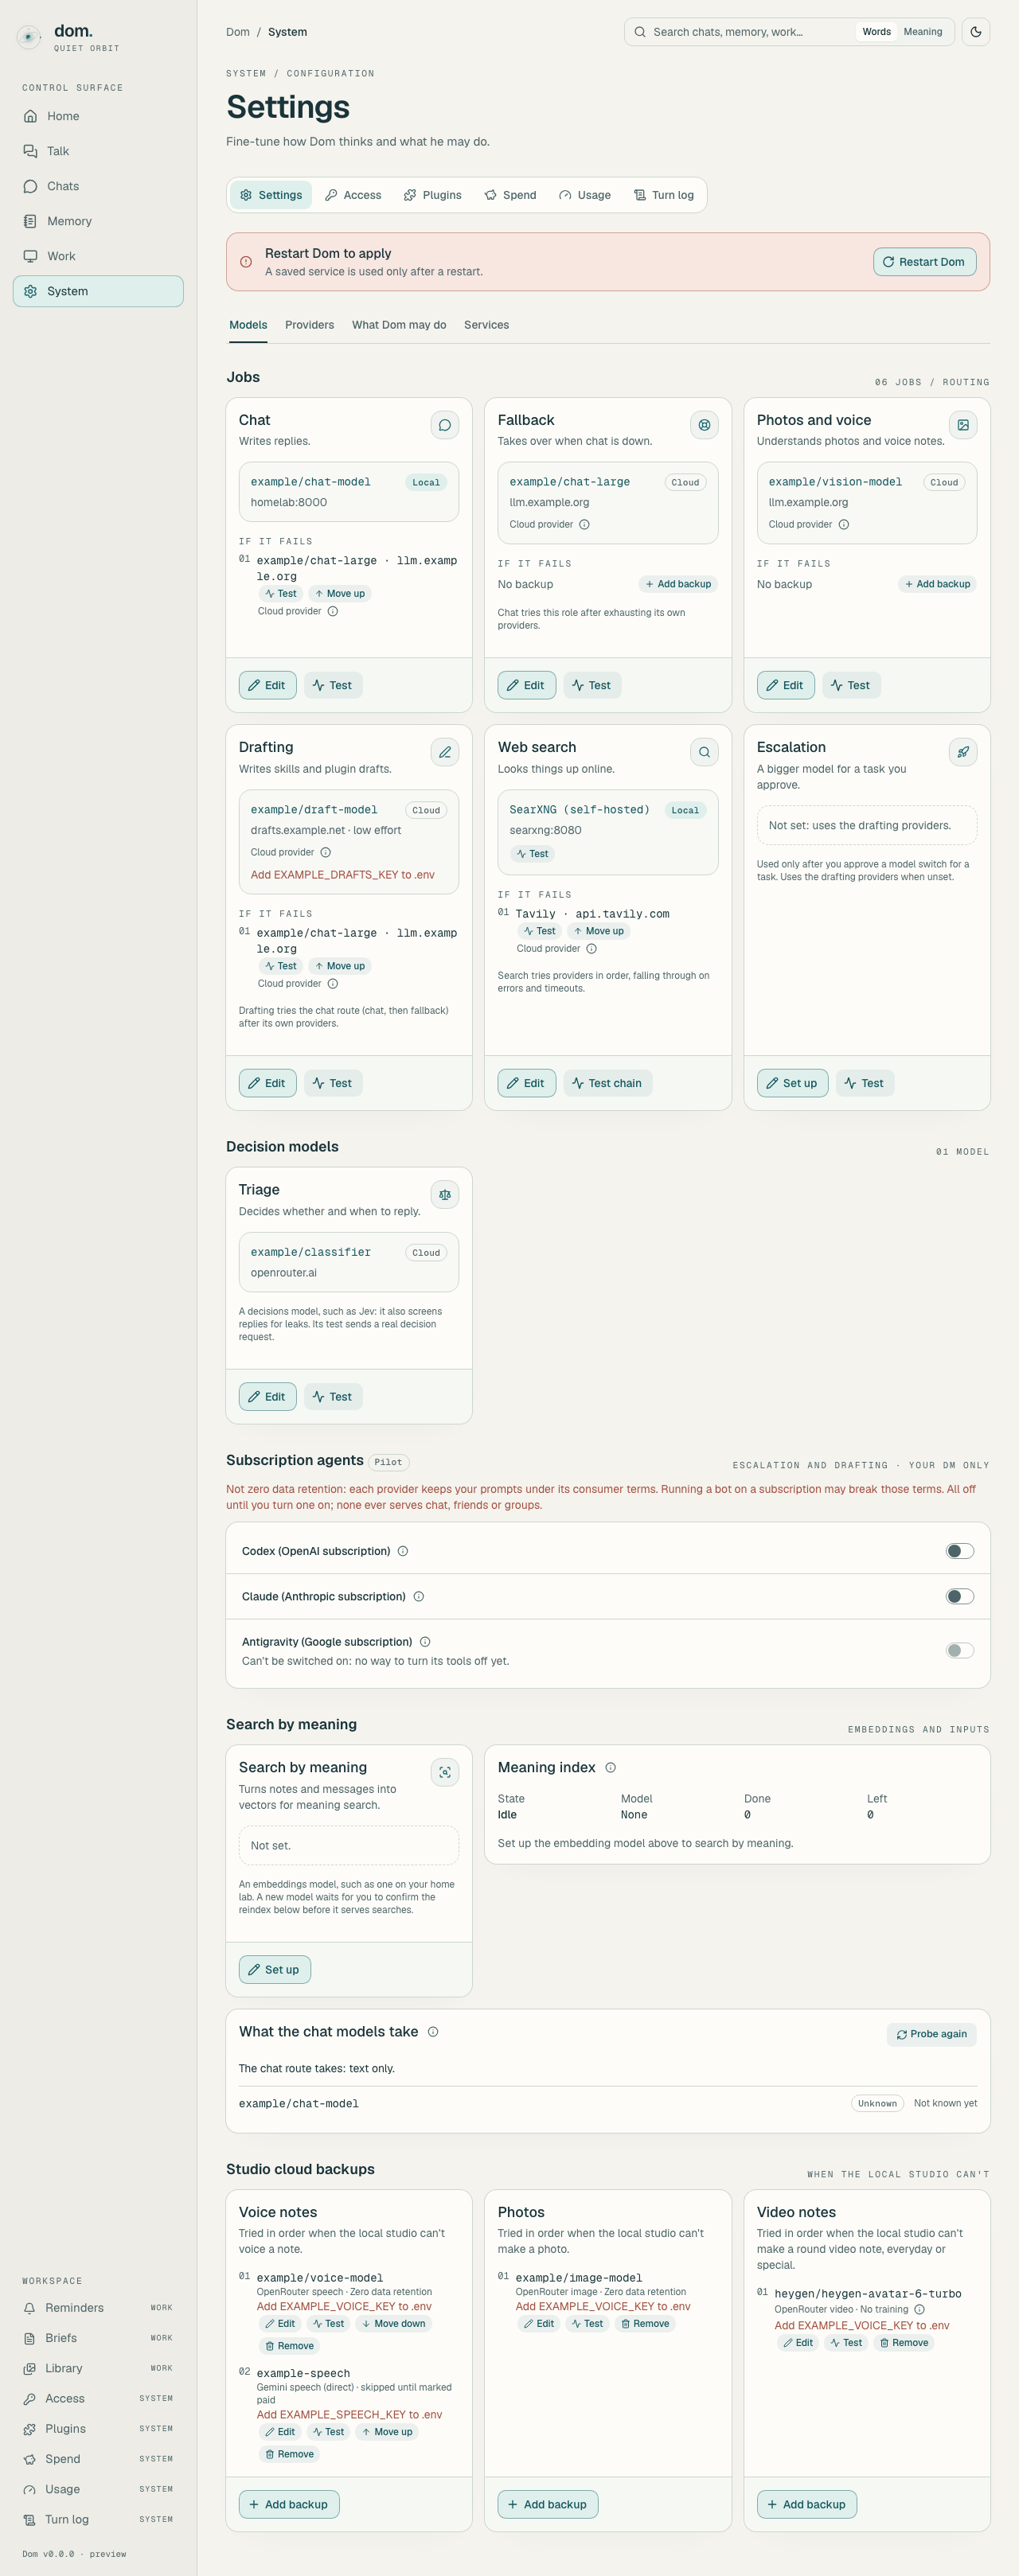 dom.
QUIET ORBIT
CONTROL SURFACE
Home
Talk
Chats
Memory
Work
System
Dom / System
Search chats, memory, work...
Words
Meaning
SYSTEM / CONFIGURATION
Settings
Fine-tune how Dom thinks and what he may do.
Settings
Access
Plugins
Spend
Usage
Turn log
Restart Dom to apply
A saved service is used only after a restart.
Restart Dom
Models
Providers
What Dom may do
Services
Jobs
06 JOBS / ROUTING
Chat
Writes replies.
example/chat-model
Local
homelab:8000
IF IT FAILS
01 example/chat-large · llm.examp
le.org
Test
Move up
Cloud provider
Edit
Test
Fallback
Takes over when chat is down.
example/chat-large
Cloud
llm.example.org
Cloud provider
IF IT FAILS
No backup
Add backup
Chat tries this role after exhausting its own
providers.
Edit
Test
Photos and voice
Understands photos and voice notes.
example/vision-model
Cloud
llm.example.org
Cloud provider
IF IT FAILS
No backup
Add backup
Edit
Test
Drafting
Writes skills and plugin drafts.
example/draft-model
Cloud
drafts.example.net · low effort
Cloud provider
Add EXAMPLE_DRAFTS_KEY to .env
IF IT FAILS
01 example/chat-large · llm.examp
le.org
Test
Move up
Cloud provider
Drafting tries the chat route (chat, then fallback)
after its own providers.
Edit
Test
Web search
Looks things up online.
SearXNG (self-hosted)
Local
searxng:8080
Test
IF IT FAILS
01 Tavily · api.tavily.com
Test
Move up
Cloud provider
Search tries providers in order, falling through on
errors and timeouts.
Edit
Test chain
Escalation
A bigger model for a task you
approve.
Not set: uses the drafting providers.
Used only after you approve a model switch for a
task. Uses the drafting providers when unset.
Set up
Test
Decision models
01 MODEL
Triage
Decides whether and when to reply.
example/classifier
Cloud
openrouter.ai
A decisions model, such as Jev: it also screens
replies for leaks. Its test sends a real decision
request.
Edit
Test
Subscription agents
Pilot
ESCALATION AND DRAFTING · YOUR DM ONLY
Not zero data retention: each provider keeps your prompts under its consumer terms. Running a bot on a subscription may break those terms. All off
until you turn one on; none ever serves chat, friends or groups.
Codex (OpenAI subscription)
Claude (Anthropic subscription)
Antigravity (Google subscription)
Can't be switched on: no way to turn its tools off yet.
Search by meaning
EMBEDDINGS AND INPUTS
Search by meaning
Turns notes and messages into
vectors for meaning search.
Not set.
An embeddings model, such as one on your home
lab. A new model waits for you to confirm the
reindex below before it serves searches.
Set up
Meaning index
State
Model
Done
Left
Idle
None
0
0
Set up the embedding model above to search by meaning.
What the chat models take
Probe again
The chat route takes: text only.
example/chat-model
Unknown
Not known yet
Studio cloud backups
WHEN THE LOCAL STUDIO CAN'T
Voice notes
Tried in order when the local studio can't
voice a note.
01 example/voice-model
OpenRouter speech · Zero data retention
Add EXAMPLE_VOICE_KEY to .env
Edit
Test
Move down
Remove
02 example-speech
Gemini speech (direct) · skipped until marked
paid
Add EXAMPLE_SPEECH_KEY to .env
Edit
Test
Move up
Remove
Add backup
Photos
Tried in order when the local studio can't
make a photo.
01 example/image-model
OpenRouter image · Zero data retention
Add EXAMPLE_VOICE_KEY to .env
Edit
Test
Remove
Add backup
Video notes
Tried in order when the local studio can't
make a round video note, everyday or
special.
01 heygen/heygen-avatar-6-turbo
OpenRouter video · No training
Add EXAMPLE_VOICE_KEY to .env
Edit
Test
Remove
Add backup
WORKSPACE
Reminders WORK
Briefs WORK
Library WORK
Access SYSTEM
Plugins SYSTEM
Spend SYSTEM
Usage SYSTEM
Turn log SYSTEM
Dom v0.0.0 · preview